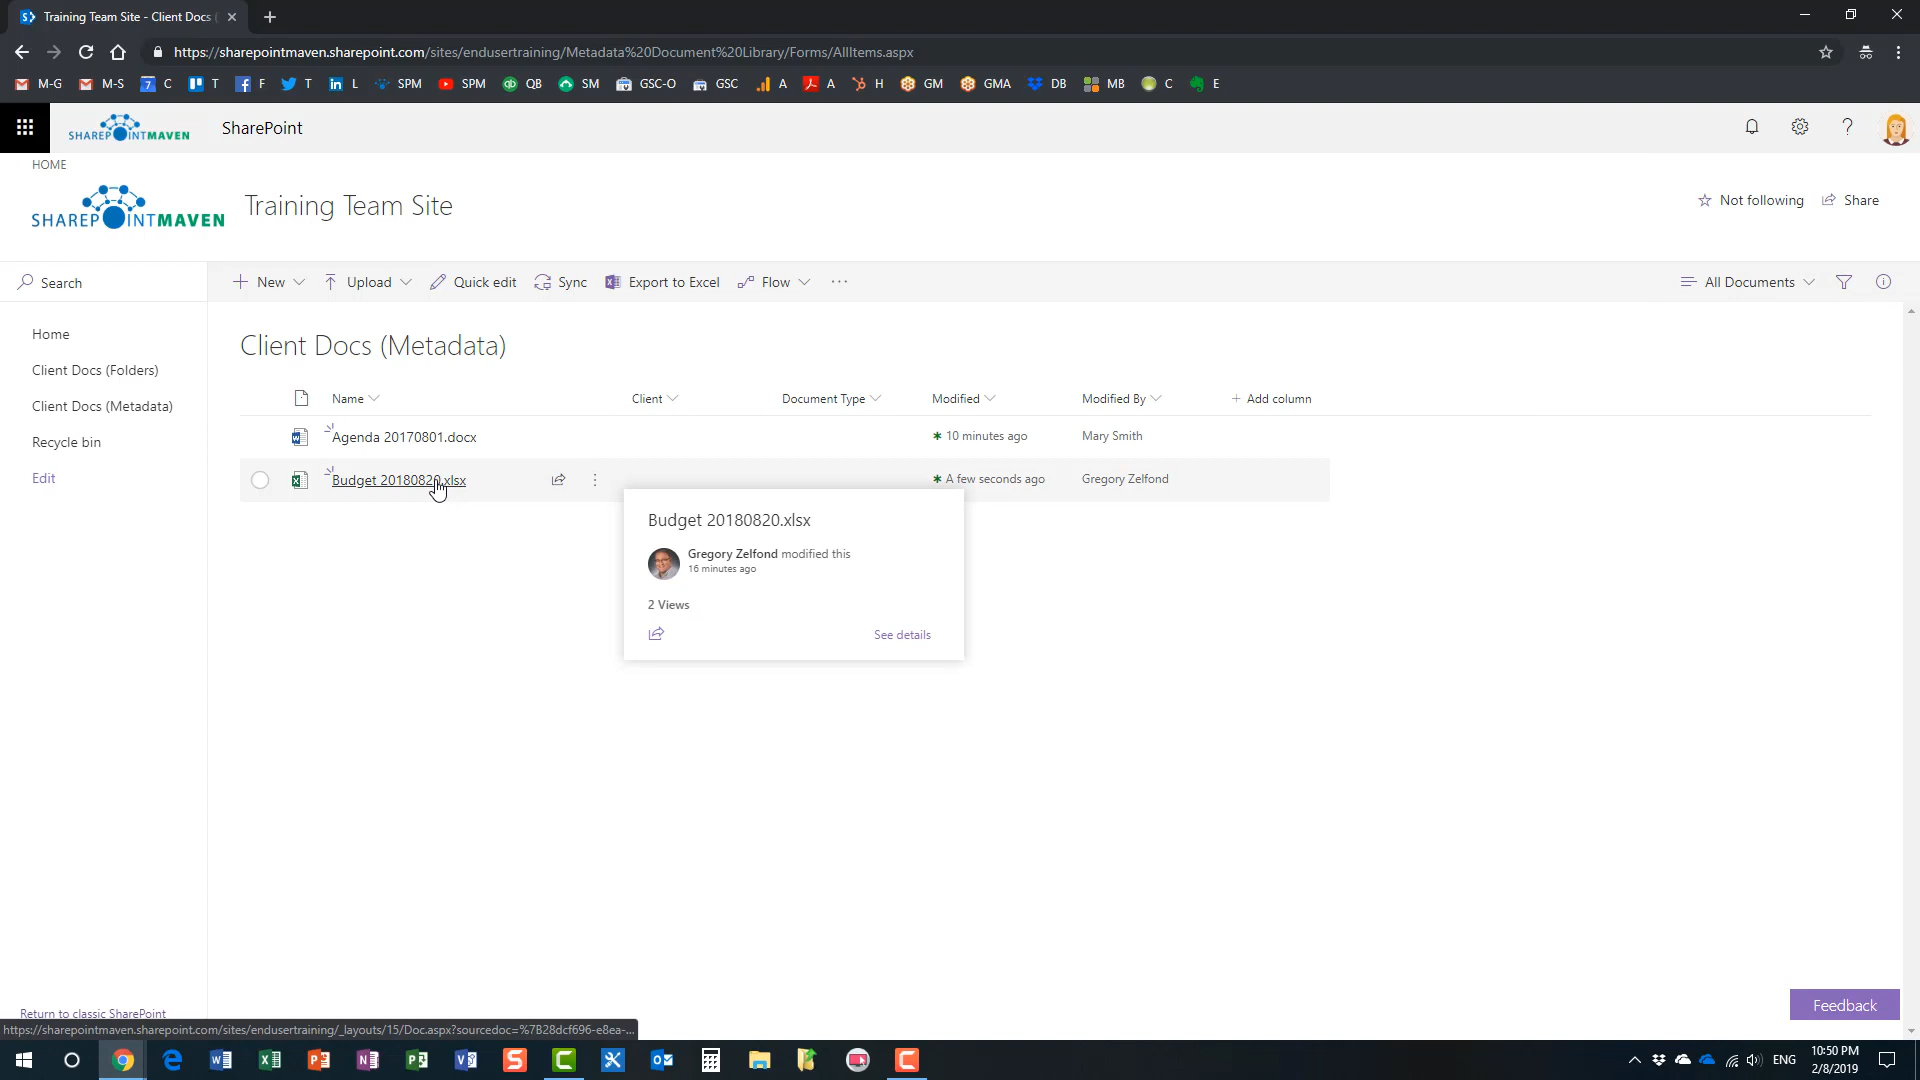 Training Team Site - Client Docs (
https://sharepointmaven.sharepoint.com/sites/endusertraining/Metadata%20Document%20Library/Forms/AllItems.aspx
M-G M-S 7 C T F T L SPM SPM QB SM GSC-O GSC A A H GM GMA DB MB C E
SHAREPOINTMAVEN SharePoint
HOME
SHAREPOINTMAVEN Training Team Site Not following Share
Search New Upload Quick edit Sync Export to Excel Flow All Documents
Home
Client Docs (Folders)
Client Docs (Metadata)
Recycle bin
Edit
Client Docs (Metadata)
Name Client Document Type Modified Modified By + Add column
Agenda 20170801.docx 10 minutes ago Mary Smith
Budget 20180820.xlsx A few seconds ago Gregory Zelfond
Budget 20180820.xlsx
Gregory Zelfond modified this
16 minutes ago
2 Views
See details
Feedback
Return to classic SharePoint
https://sharepointmaven.sharepoint.com/sites/endusertraining/_layouts/15/Doc.aspx?sourcedoc=%7B28dcf696-e8ea-...
ENG 10:50 PM
2/8/2019